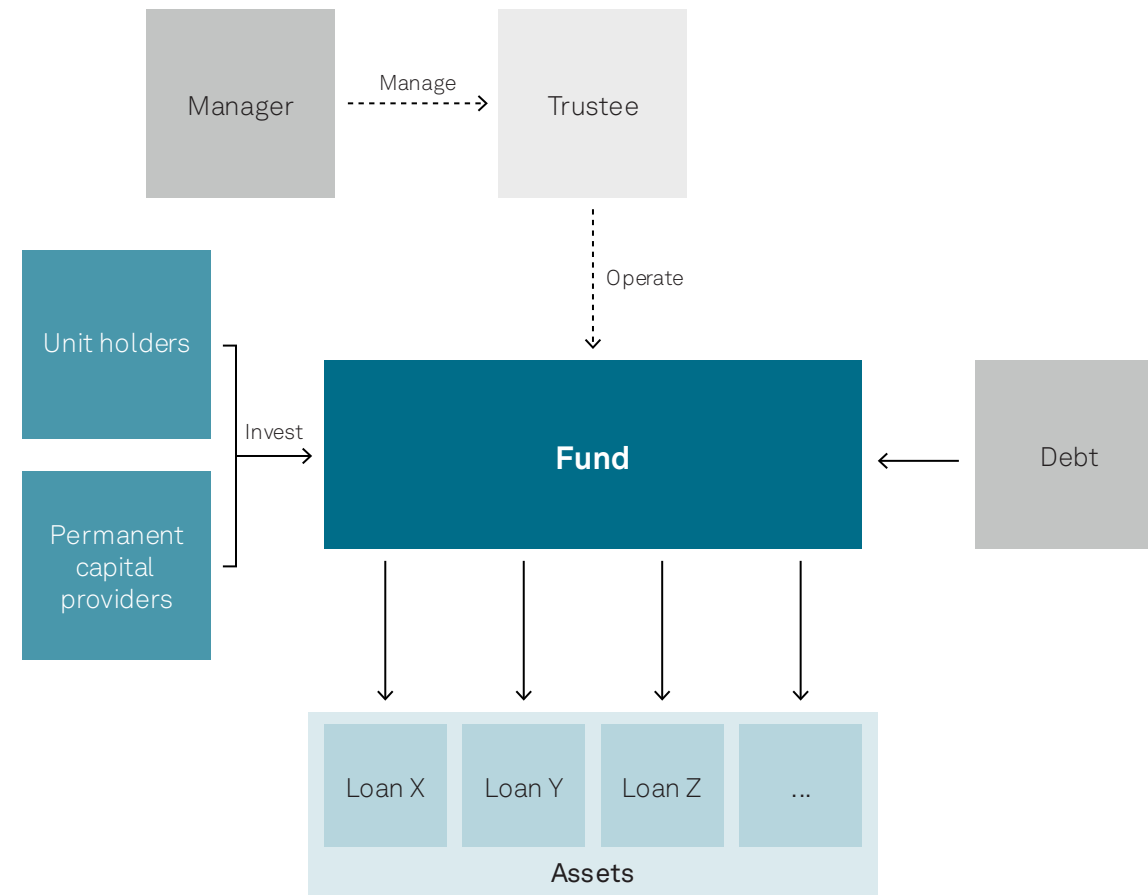 Manager
Manage
Trustee
Operate
Unit holders
Invest
Permanent
capital
providers
Fund
Debt
Loan X
Loan Y
Loan Z
...
Assets